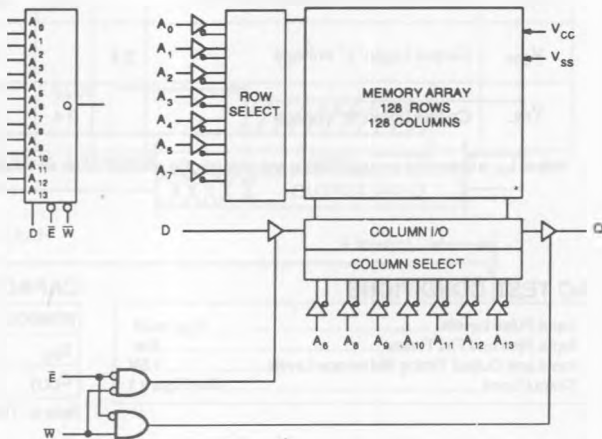 A0
A1
A2
A3
A4
A5
A6
A7
A8
A9
A10
A11
A12
A13
Q
D E W
A0
A1
A2
A3
A4
A5
A7
ROW
SELECT
MEMORY ARRAY
128 ROWS
128 COLUMNS
VCC
VSS
D
COLUMN I/O
COLUMN SELECT
Q
A6 A8 A9 A10 A11 A12 A13
E
W